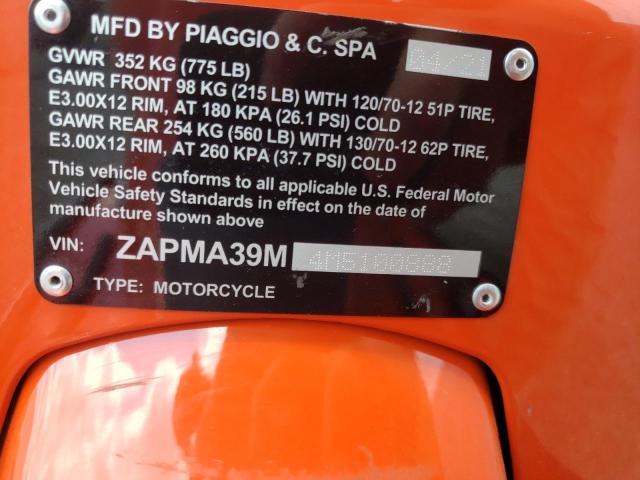 MFD BY PIAGGIO & C. SPA 04/21
GVWR 352 KG (775 LB)
GAWR FRONT 98 KG (215 LB) WITH 120/70-12 51P TIRE,
E3.00X12 RIM, AT 180 KPA (26.1 PSI) COLD
GAWR REAR 254 KG (560 LB) WITH 130/70-12 62P TIRE,
E3.00X12 RIM, AT 260 KPA (37.7 PSI) COLD
This vehicle conforms to all applicable U.S. Federal Motor
Vehicle Safety Standards in effect on the date of
manufacture shown above
VIN: ZAPMA39M 4M5100888
TYPE: MOTORCYCLE